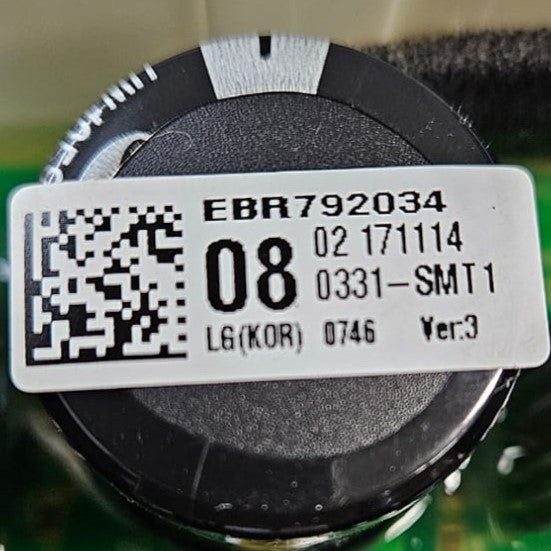 EBR792034
08
02 171114
0331-SMT1
LG(KOR) 0746 Ver:3